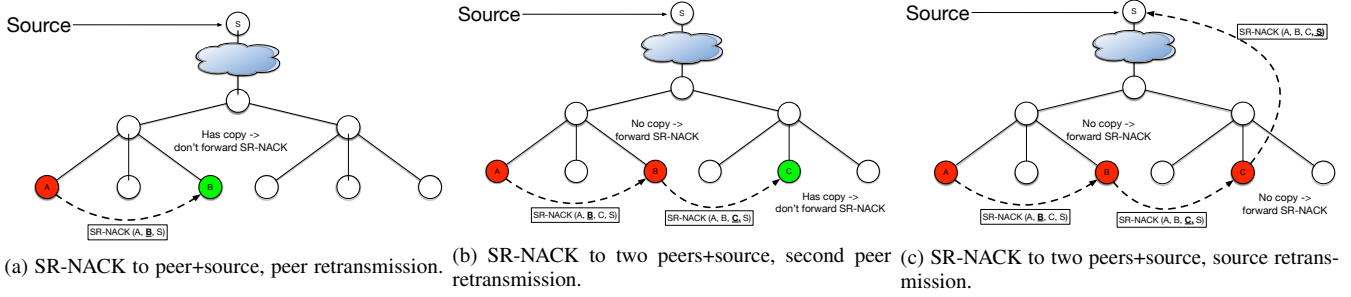 Source
S
Has copy ->
don't forward SR-NACK
A
B
SR-NACK (A, B, S)
(a) SR-NACK to peer+source, peer retransmission.
Source
S
No copy ->
forward SR-NACK
A
B
C
Has copy ->
don't forward SR-NACK
SR-NACK (A, B, C, S)
SR-NACK (A, B, C, S)
(b) SR-NACK to two peers+source, second peer
retransmission.
Source
S
SR-NACK (A, B, C, S)
No copy ->
forward SR-NACK
A
B
C
No copy ->
forward SR-NACK
SR-NACK (A, B, C, S)
SR-NACK (A, B, C, S)
(c) SR-NACK to two peers+source, source retrans-
mission.